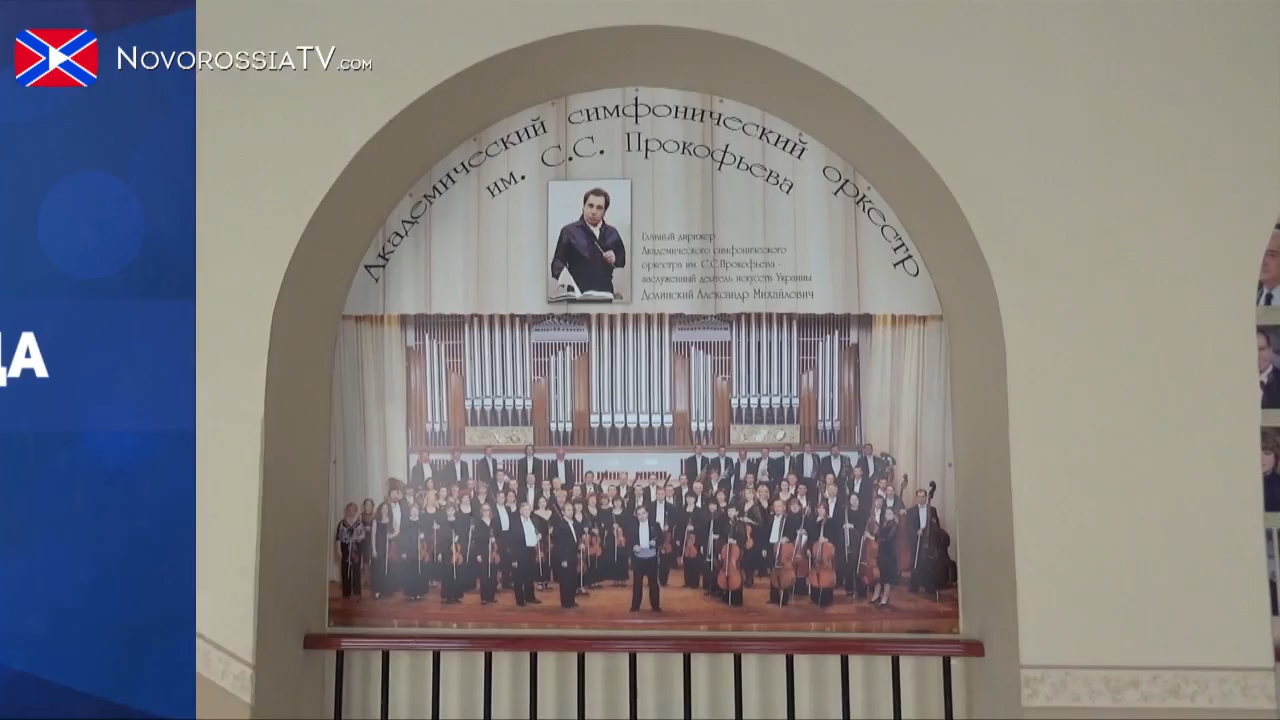 NovorossiaTV.com
ДА
Академический симфонический оркестр
им. С.С. Прокофьева
Главный дирижер
Академического симфонического
оркестра им. С.С.Прокофьева -
заслуженный деятель искусств Украины
Долинский Александр Михайлович